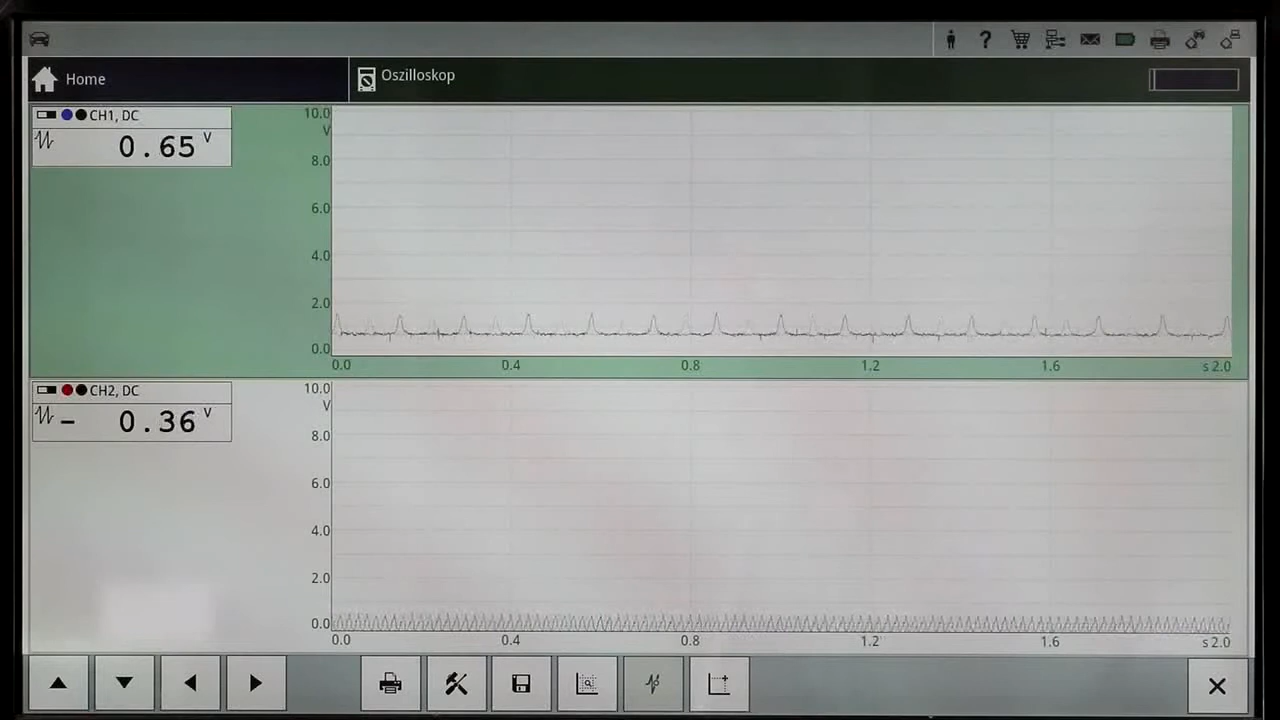 ?
Home
Oszilloskop
CH1, DC
0.65 V
10.0
V
8.0
6.0
4.0
2.0
0.0
0.0 0.4 0.8 1.2 1.6 s 2.0
CH2, DC
- 0.36 V
10.0
V
8.0
6.0
4.0
2.0
0.0
0.0 0.4 0.8 1.2 1.6 s 2.0